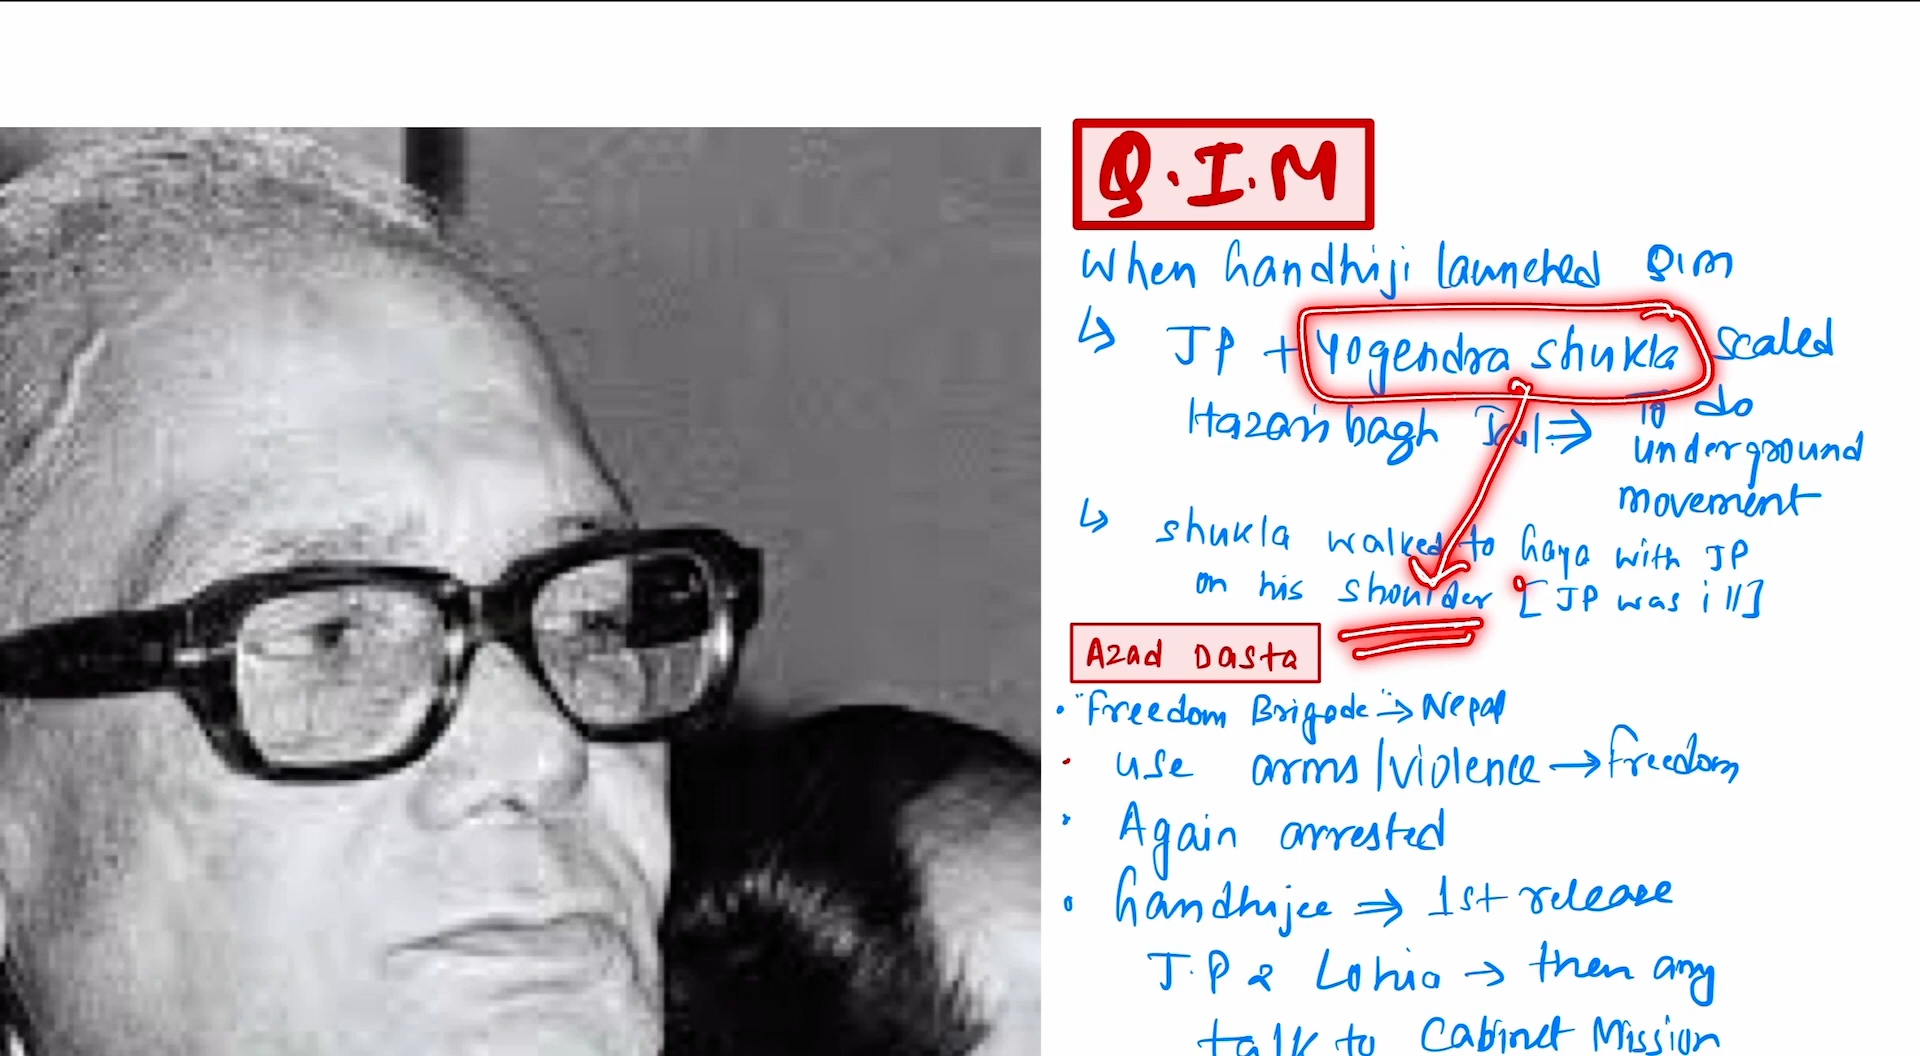 Q.I.M
When Gandhiji launched QIM
↳ JP + Yogendra Shukla scaled
Hazaribagh Jail ⇒ To do
underground
movement
↳ Shukla walked to Gaya with JP
on his shoulder [JP was ill]
Azad Dasta
• "Freedom Brigade" → Nepal
• use arms/violence → freedom
• Again arrested
• Gandhijee ⇒ 1st release
J.P & Lohia → then any
talk to Cabinet Mission